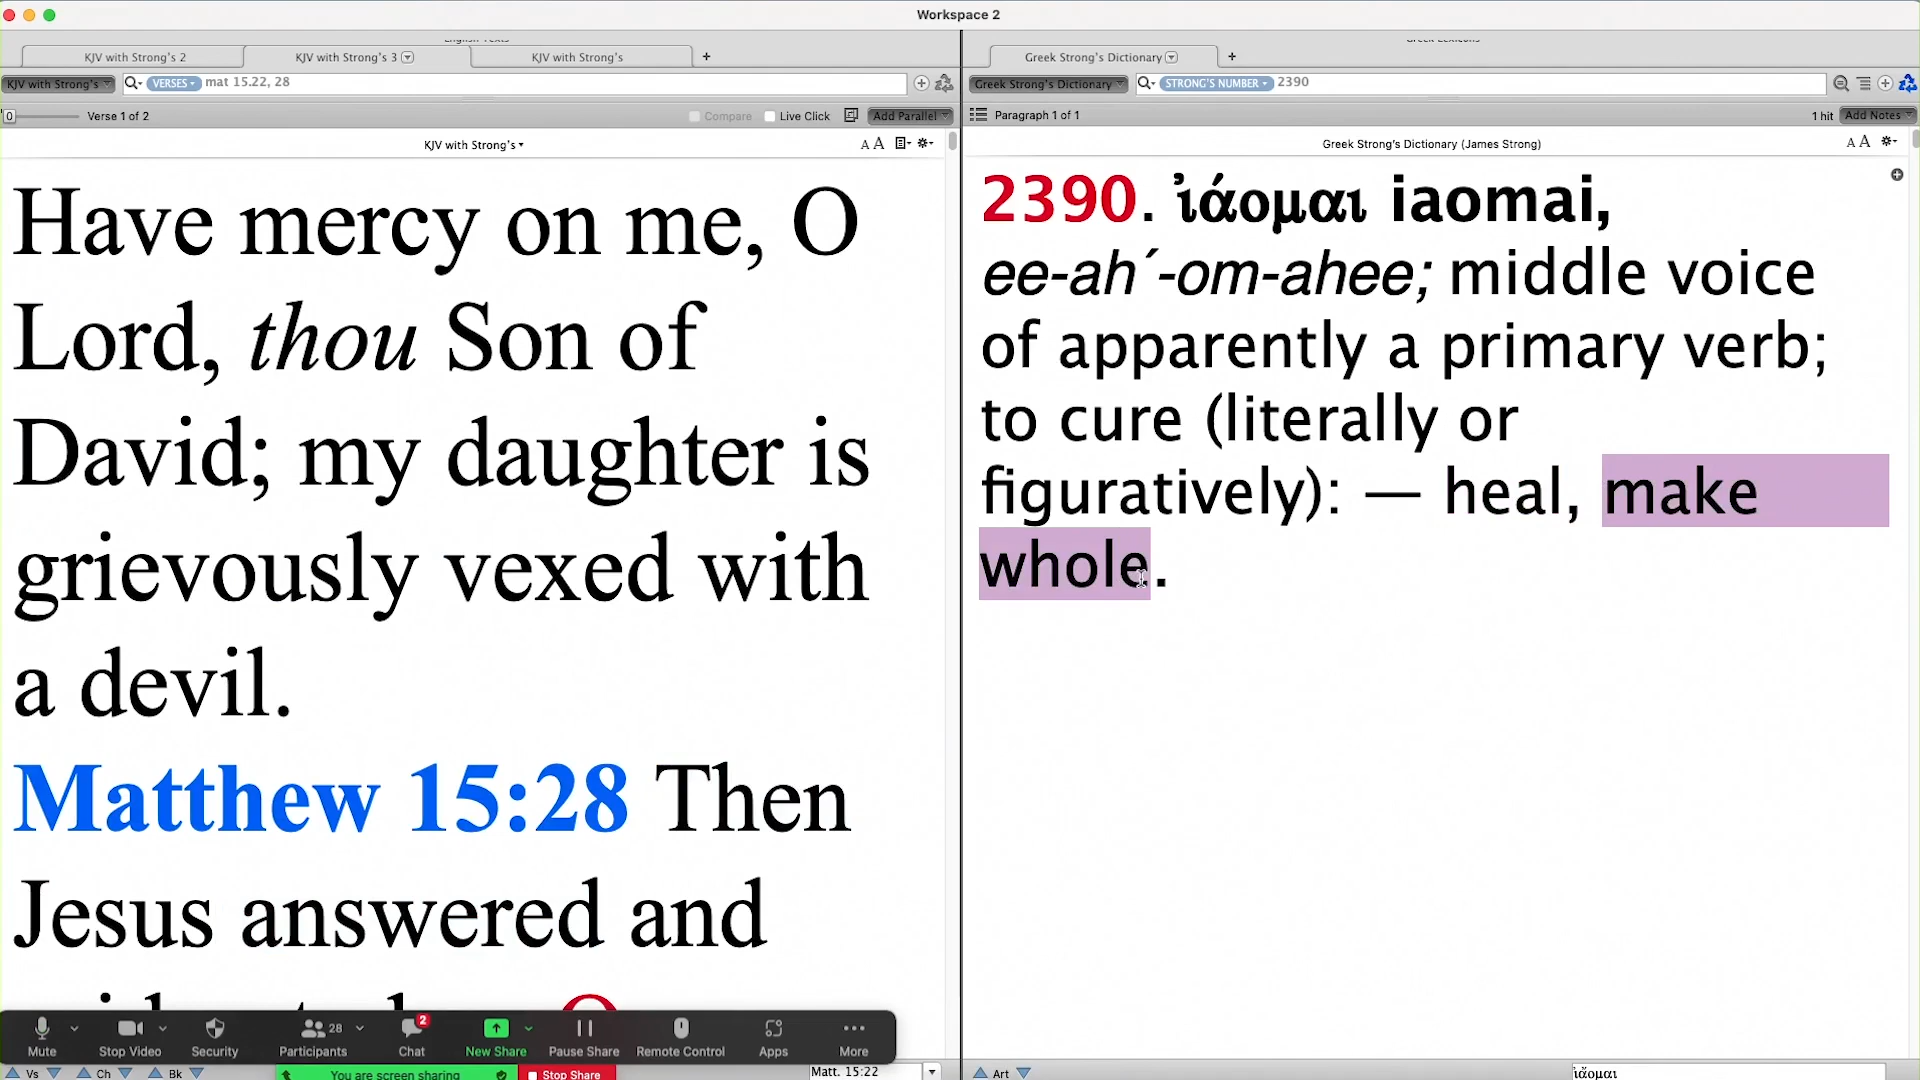 Workspace 2
KJV with Strong's 2
KJV with Strong's 3
KJV with Strong's
+
KJV with Strong's
VERSES
mat 15.22, 28
0
Verse 1 of 2
Compare
Live Click
Add Parallel
KJV with Strong's
A A
Have mercy on me, O
Lord, thou Son of
David; my daughter is
grievously vexed with
a devil.
Matthew 15:28 Then
Jesus answered and
Mute
Stop Video
Security
28
Participants
2
Chat
New Share
Pause Share
Remote Control
Apps
More
Vs
Ch
Bk
You are screen sharing
Stop Share
Matt. 15:22
Greek Strong's Dictionary
+
Greek Strong's Dictionary
STRONG'S NUMBER
2390
Paragraph 1 of 1
1 hit
Add Notes
Greek Strong's Dictionary (James Strong)
A A
2390. ἰάομαι iaomai,
ee-ah´-om-ahee; middle voice
of apparently a primary verb;
to cure (literally or
figuratively): — heal, make
whole.
Art
ἰάομαι